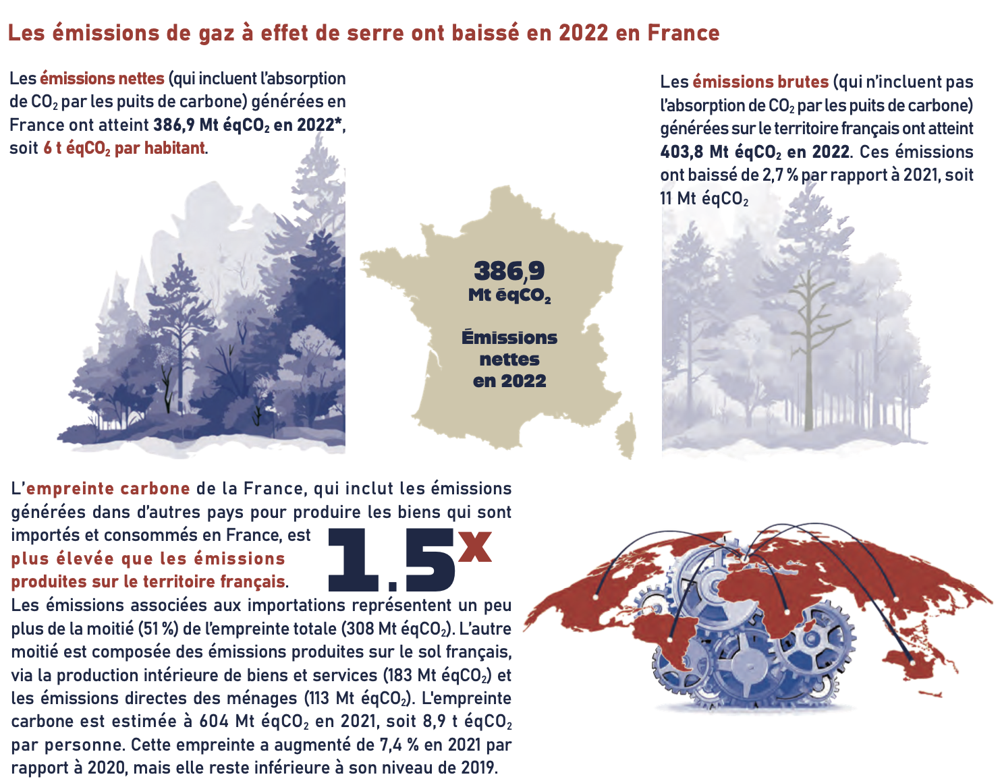 Les émissions de gaz à effet de serre ont baissé en 2022 en France
Les émissions nettes (qui incluent l'absorption
de CO₂ par les puits de carbone) générées en
France ont atteint 386,9 Mt éqCO₂ en 2022*,
soit 6 t éqCO₂ par habitant.
386,9
Mt éqCO₂
Émissions
nettes
en 2022
Les émissions brutes (qui n'incluent pas
l'absorption de CO₂ par les puits de carbone)
générées sur le territoire français ont atteint
403,8 Mt éqCO₂ en 2022. Ces émissions
ont baissé de 2,7 % par rapport à 2021, soit
11 Mt éqCO₂
L'empreinte carbone de la France, qui inclut les émissions
générées dans d'autres pays pour produire les biens qui sont
importés et consommés en France, est
plus élevée que les émissions
produites sur le territoire français.
1.5x
Les émissions associées aux importations représentent un peu
plus de la moitié (51 %) de l'empreinte totale (308 Mt éqCO₂). L'autre
moitié est composée des émissions produites sur le sol français,
via la production intérieure de biens et services (183 Mt éqCO₂) et
les émissions directes des ménages (113 Mt éqCO₂). L'empreinte
carbone est estimée à 604 Mt éqCO₂ en 2021, soit 8,9 t éqCO₂
par personne. Cette empreinte a augmenté de 7,4 % en 2021 par
rapport à 2020, mais elle reste inférieure à son niveau de 2019.